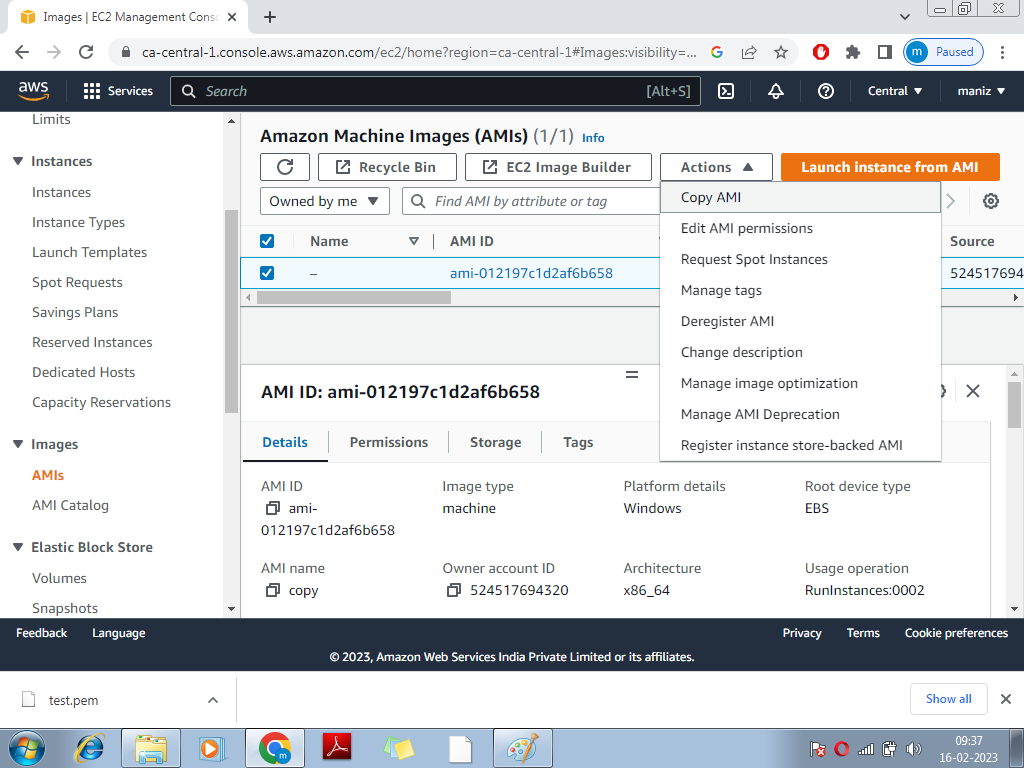 Images | EC2 Management Cons
ca-central-1.console.aws.amazon.com/ec2/home?region=ca-central-1#Images:visibility=...
m Paused
aws
Services
Search [Alt+S]
Central
maniz
Limits
Instances
Instances
Instance Types
Launch Templates
Spot Requests
Savings Plans
Reserved Instances
Dedicated Hosts
Capacity Reservations
Images
AMIs
AMI Catalog
Elastic Block Store
Volumes
Snapshots
Amazon Machine Images (AMIs) (1/1) Info
Recycle Bin
EC2 Image Builder
Actions
Launch instance from AMI
Owned by me
Find AMI by attribute or tag
Name AMI ID Source
– ami-012197c1d2af6b658 524517694
Copy AMI
Edit AMI permissions
Request Spot Instances
Manage tags
Deregister AMI
Change description
Manage image optimization
Manage AMI Deprecation
Register instance store-backed AMI
AMI ID: ami-012197c1d2af6b658
Details Permissions Storage Tags
AMI ID
ami-
012197c1d2af6b658
Image type
machine
Platform details
Windows
Root device type
EBS
AMI name
copy
Owner account ID
524517694320
Architecture
x86_64
Usage operation
RunInstances:0002
Feedback Language Privacy Terms Cookie preferences
© 2023, Amazon Web Services India Private Limited or its affiliates.
test.pem
Show all
m
09:37
16-02-2023